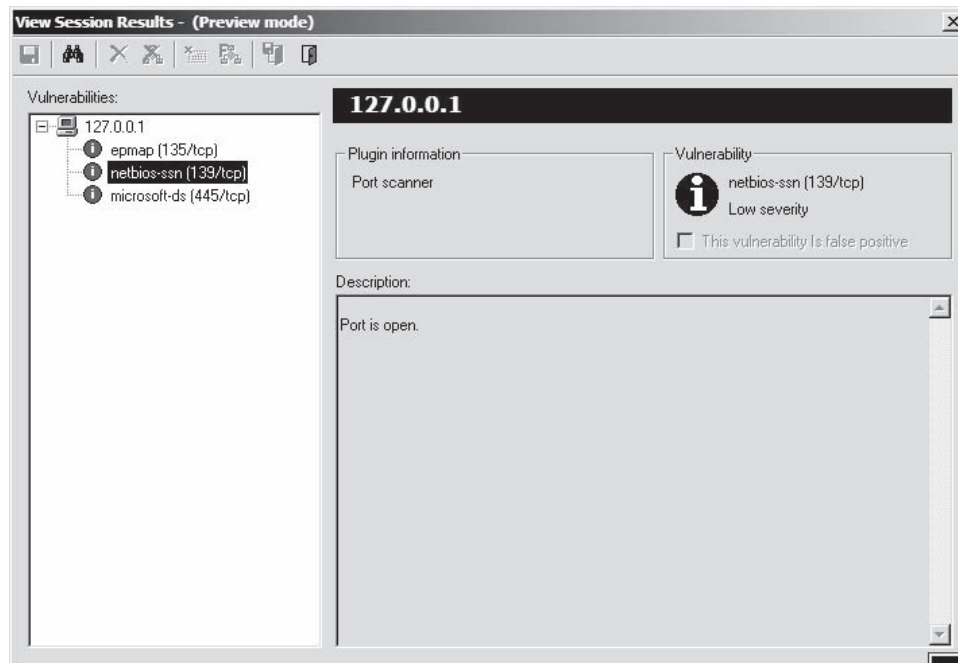 View Session Results - (Preview mode)
Vulnerabilities:
127.0.0.1
epmap (135/tcp)
netbios-ssn (139/tcp)
microsoft-ds (445/tcp)
127.0.0.1
Plugin information
Port scanner
Vulnerability
netbios-ssn (139/tcp)
Low severity
This vulnerability Is false positive
Description:
Port is open.